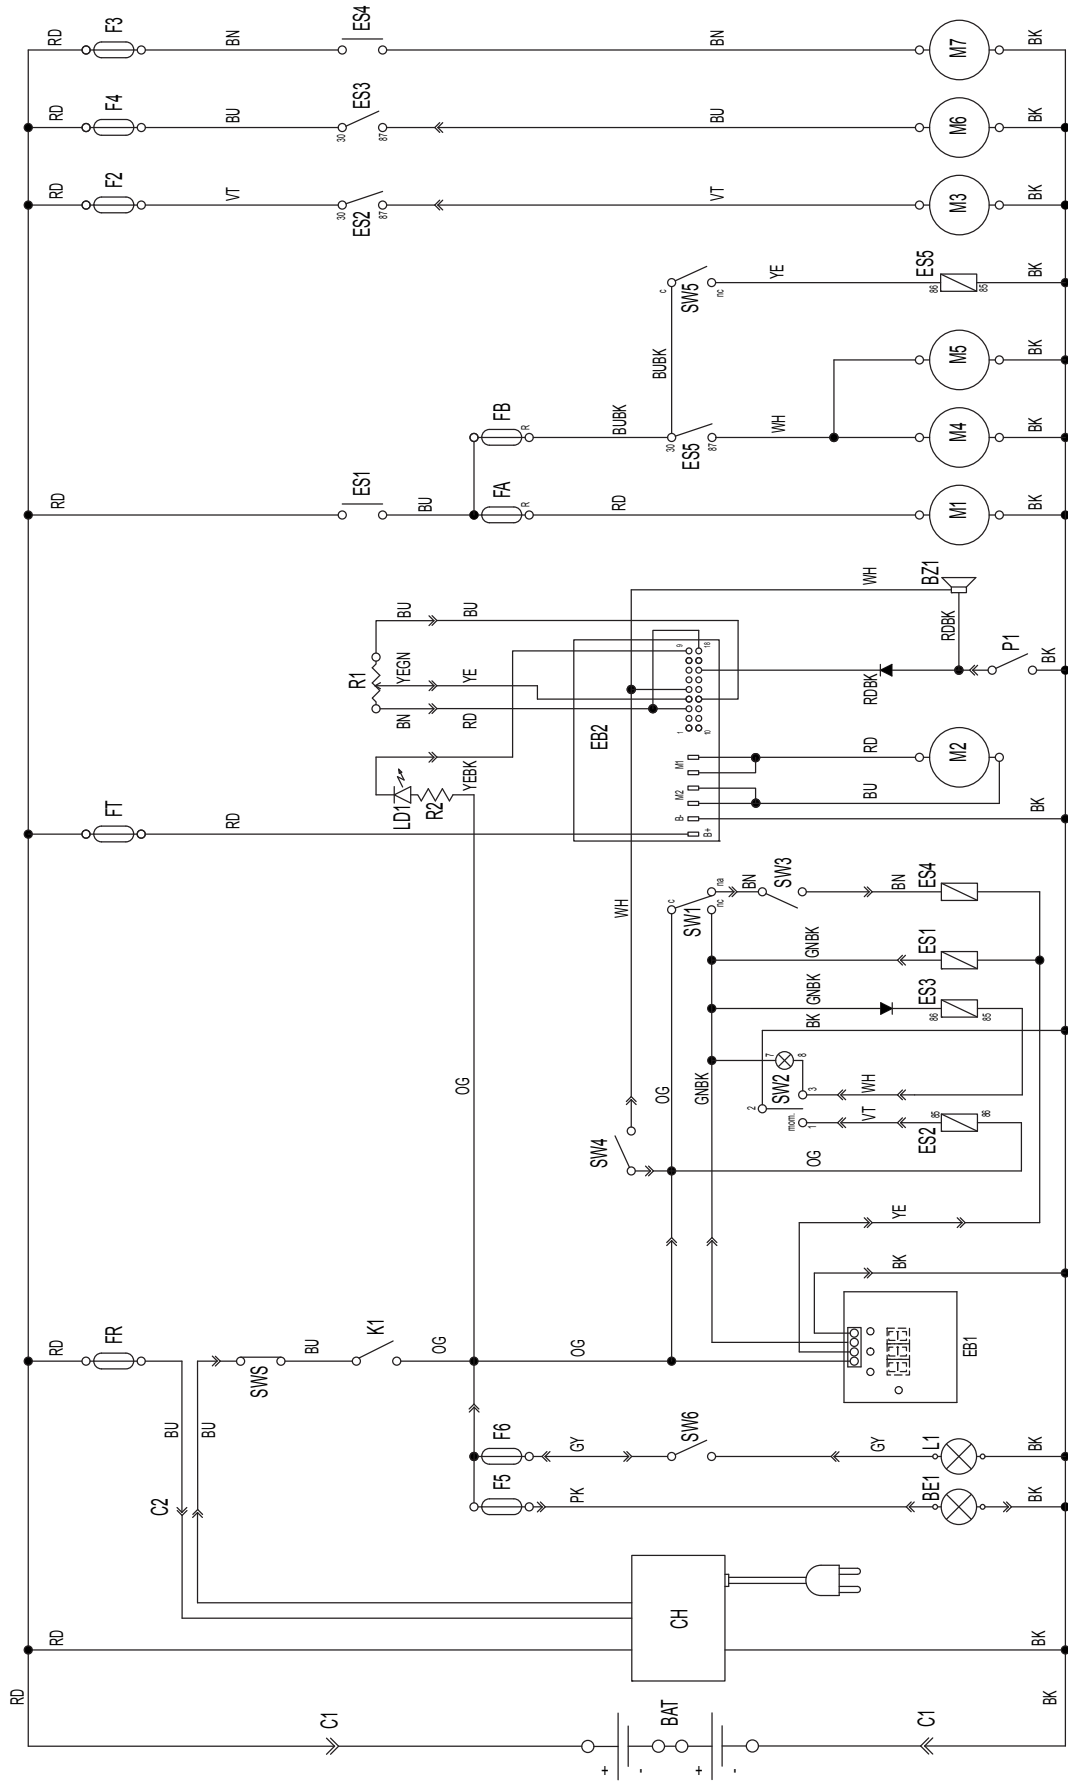 RD
F3
BN
ES4
BN
M7
BK
RD
F4
BU
30
ES3
87
BU
M6
BK
RD
F2
VT
30
ES2
87
VT
M3
BK
c
SW5
nc
YE
86
ES5
85
BK
BUBK
M5
BK
FB
R
BUBK
30
ES5
87
WH
M4
BK
RD
ES1
BU
FA
R
RD
M1
BK
WH
BZ1
BU
BU
RDBK
R1
YEGN
YE
9
18
RDBK
P1
BK
BN
RD
EB2
1
10
M1
RD
M2
LD1
R2
YEBK
M2
BU
FT
RD
B-
B+
BK
WH
c
SW1
na
nc
BN
SW3
BN
ES4
GNBK
ES1
GNBK
86
ES3
85
BK
OG
OG
GNBK
7
8
SW2
3
WH
2
mom.
1
VT
85
ES2
86
SW4
OG
YE
BK
RD
FR
SWS
BU
K1
OG
OG
EB1
BU
BU
C2
F6
GY
SW6
GY
L1
BK
F5
PK
BE1
BK
RD
CH
BK
RD
C1
+
-
BAT
+
-
C1
BK